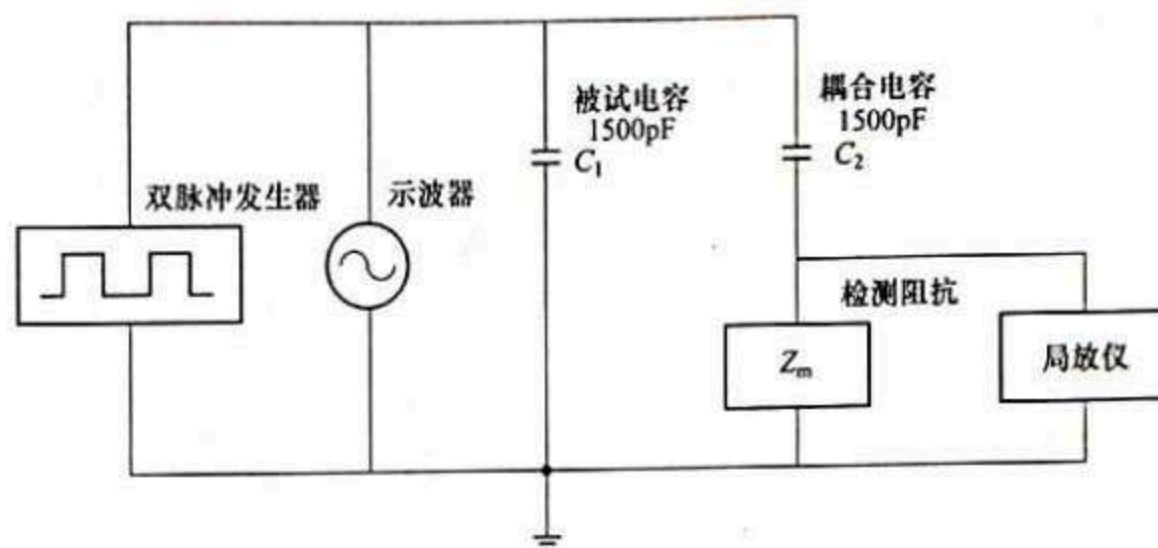 双脉冲发生器
示波器
被试电容
1500pF
C₁
耦合电容
1500pF
C₂
检测阻抗
Zₘ
局放仪